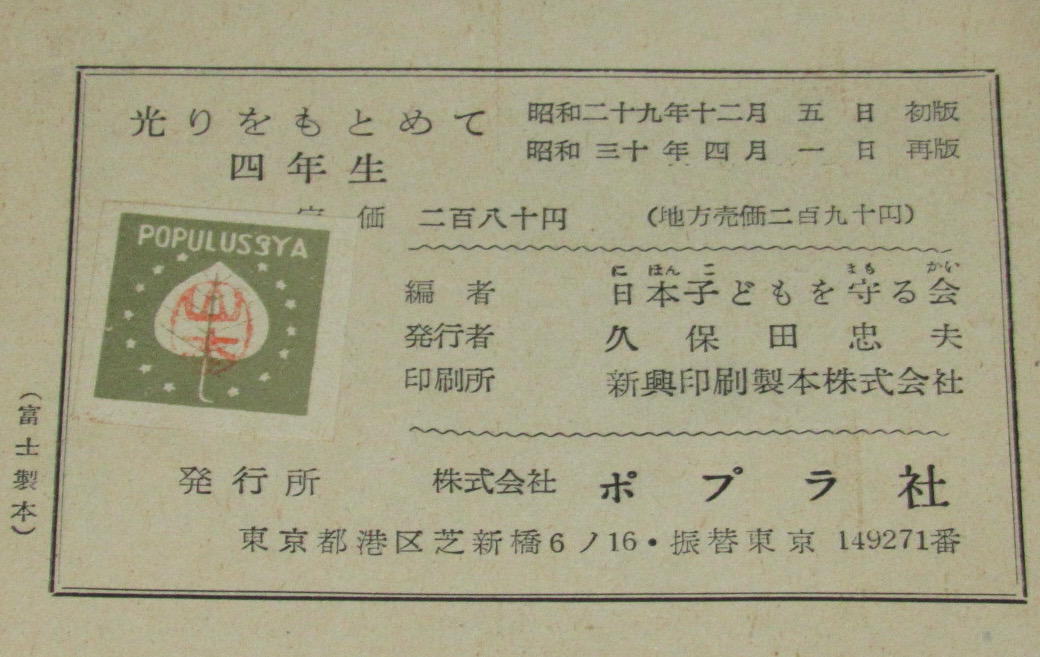 光りをもとめて
四年生
昭和二十九年十二月 五 日 初版
昭和 三十 年 四 月 一 日 再版
定価 二百八十円 (地方売価二百九十円)
POPULUSSYA
にほんこ まも かい
編者 日本子どもを守る会
発行者 久保田忠夫
印刷所 新興印刷製本株式会社
発行所 株式会社 ポプラ社
東京都港区芝新橋6ノ16・振替東京 149271番
(富士製本)